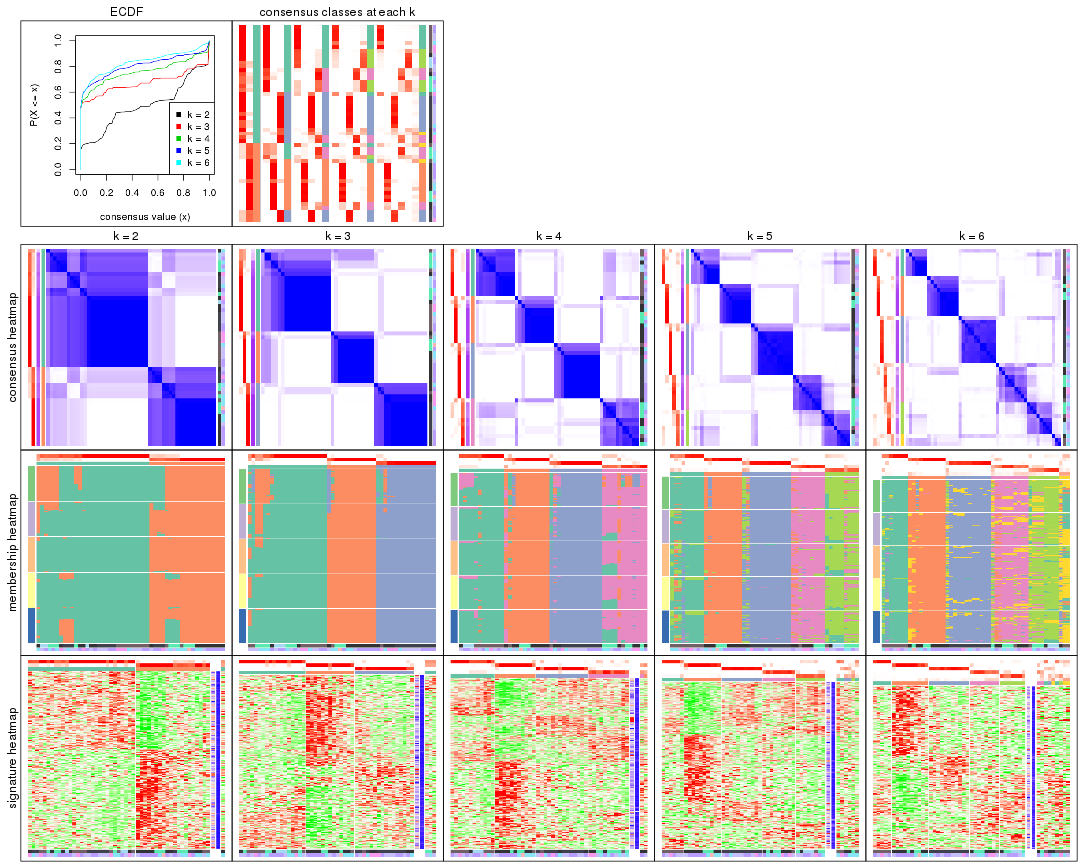 ECDF
consensus classes at each k
P(X <= x)
0.0
0.2
0.4
0.6
0.8
1.0
k = 2
k = 3
k = 4
k = 5
k = 6
0.0 0.2 0.4 0.6 0.8 1.0
consensus value (x)
k = 2
k = 3
k = 4
k = 5
k = 6
consensus heatmap
membership heatmap
signature heatmap